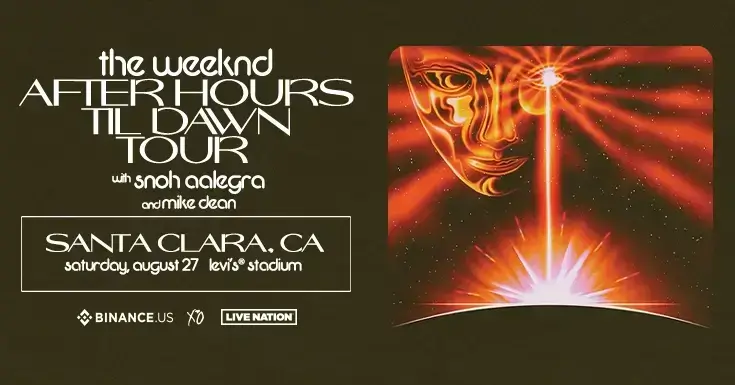 the weeknd
AFTER HOURS
TIL DAWN
TOUR
with snoh aalegra
and mike dean
SANTA CLARA, CA
saturday, august 27 levi's® stadium
BINANCE.US XO LIVE NATION